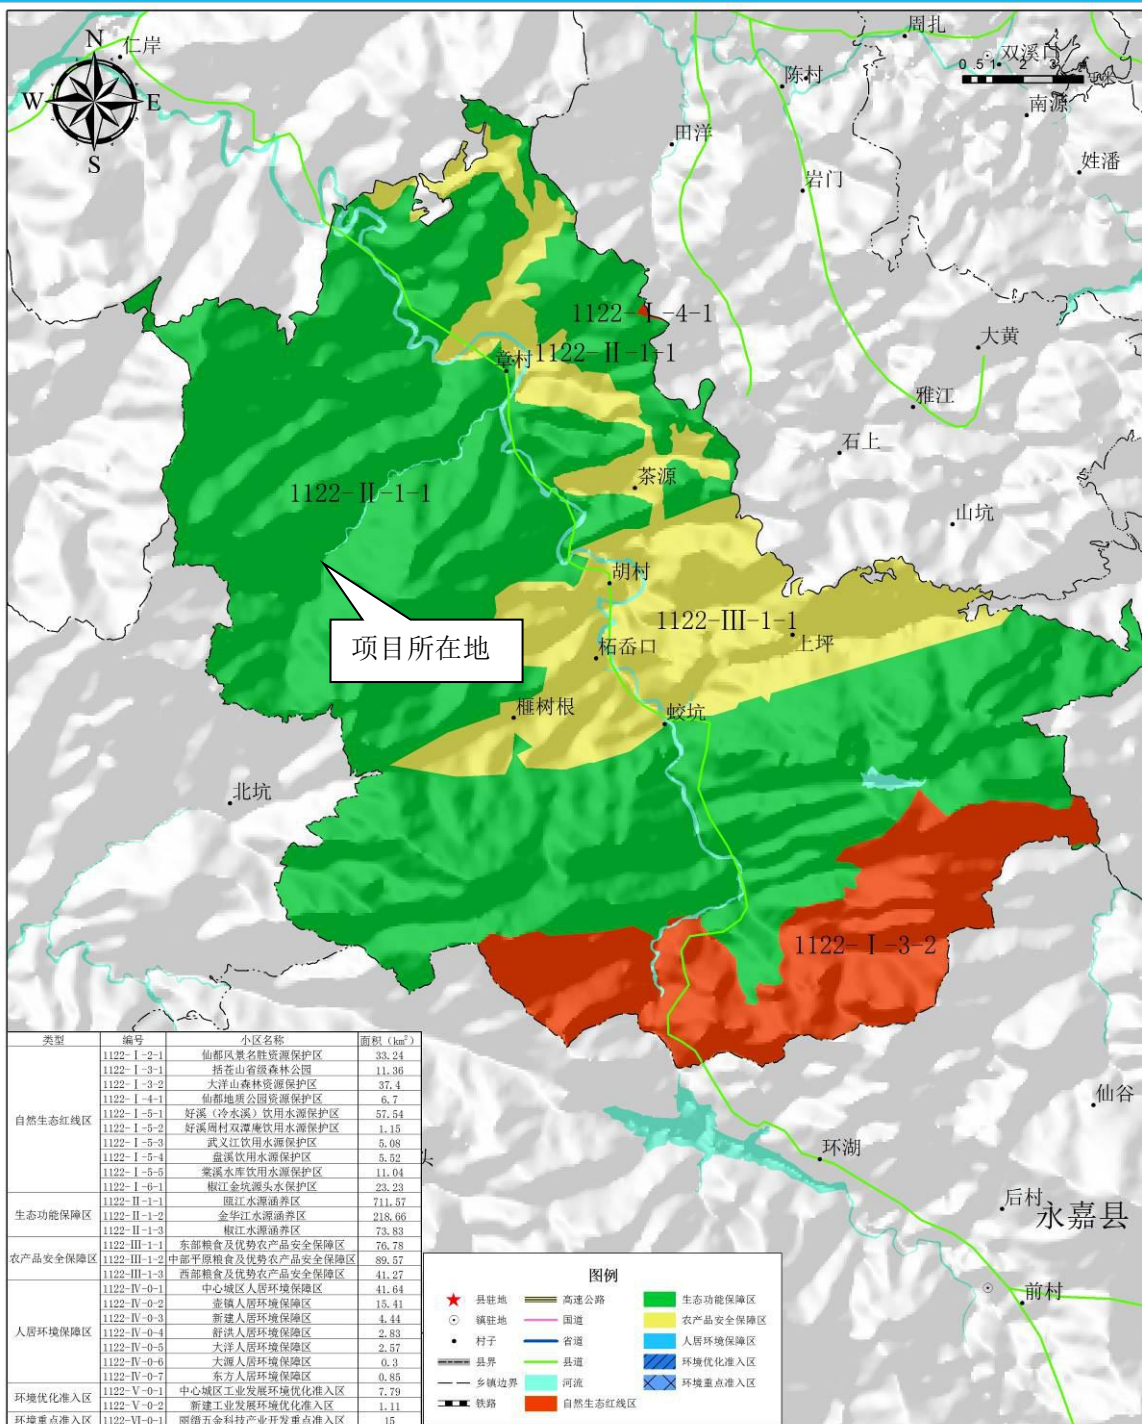 N
W
E
S
仁岸
周扎
双溪口
0 0.5 1 2 3 4
陈村
南源
田洋
姓潘
岩门
1122-Ⅰ-4-1
大黄
1122-Ⅱ-1-1
章村
雅江
石上
茶源
1122-Ⅱ-1-1
山坑
胡村
1122-Ⅲ-1-1
上坪
项目所在地
柘岙口
榧树根
蛟坑
北坑
1122-Ⅰ-3-2
仙谷
环湖
后村
永嘉县
前村
类型 编号 小区名称 面积（km²）
自然生态红线区
1122-Ⅰ-2-1 仙都风景名胜资源保护区 33.24
1122-Ⅰ-3-1 括苍山省级森林公园 11.36
1122-Ⅰ-3-2 大洋山森林资源保护区 37.4
1122-Ⅰ-4-1 仙都地质公园资源保护区 6.7
1122-Ⅰ-5-1 好溪（冷水溪）饮用水源保护区 57.54
1122-Ⅰ-5-2 好溪周村双潭庵饮用水源保护区 1.15
1122-Ⅰ-5-3 武义江饮用水源保护区 5.08
1122-Ⅰ-5-4 盘溪饮用水源保护区 5.52
1122-Ⅰ-5-5 棠溪水库饮用水源保护区 11.04
1122-Ⅰ-6-1 椒江金坑源头水保护区 23.23
生态功能保障区
1122-Ⅱ-1-1 瓯江水源涵养区 711.57
1122-Ⅱ-1-2 金华江水源涵养区 218.66
1122-Ⅱ-1-3 椒江水源涵养区 73.83
农产品安全保障区
1122-Ⅲ-1-1 东部粮食及优势农产品安全保障区 76.78
1122-Ⅲ-1-2 中部平原粮食及优势农产品安全保障区 89.57
1122-Ⅲ-1-3 西部粮食及优势农产品安全保障区 41.27
人居环境保障区
1122-Ⅳ-0-1 中心城区人居环境保障区 41.64
1122-Ⅳ-0-2 壶镇人居环境保障区 15.41
1122-Ⅳ-0-3 新建人居环境保障区 4.44
1122-Ⅳ-0-4 舒洪人居环境保障区 2.83
1122-Ⅳ-0-5 大洋人居环境保障区 2.57
1122-Ⅳ-0-6 大源人居环境保障区 0.3
1122-Ⅳ-0-7 东方人居环境保障区 0.85
环境优化准入区
1122-Ⅴ-0-1 中心城区工业发展环境优化准入区 7.79
1122-Ⅴ-0-2 新建工业发展环境优化准入区 1.11
环境重点准入区 1122-Ⅵ-0-1 丽缙五金科技产业开发重点准入区 15
图例
县驻地 高速公路 生态功能保障区
镇驻地 国道 农产品安全保障区
村子 省道 人居环境保障区
县界 县道 环境优化准入区
乡镇边界 河流 环境重点准入区
铁路 自然生态红线区